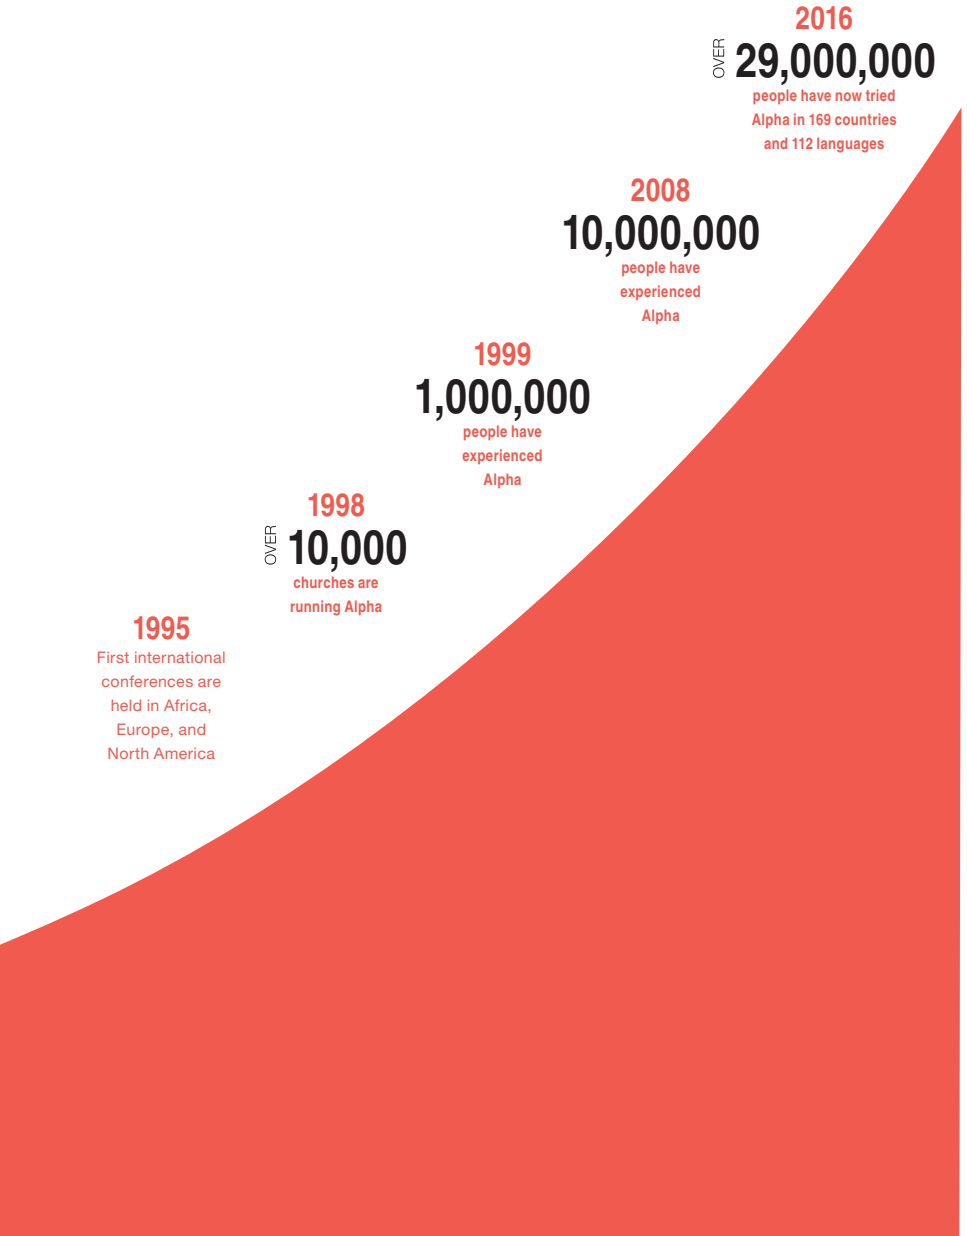 2016
OVER 29,000,000
people have now tried
Alpha in 169 countries
and 112 languages
2008
10,000,000
people have
experienced
Alpha
1999
1,000,000
people have
experienced
Alpha
1998
OVER 10,000
churches are
running Alpha
1995
First international
conferences are
held in Africa,
Europe, and
North America